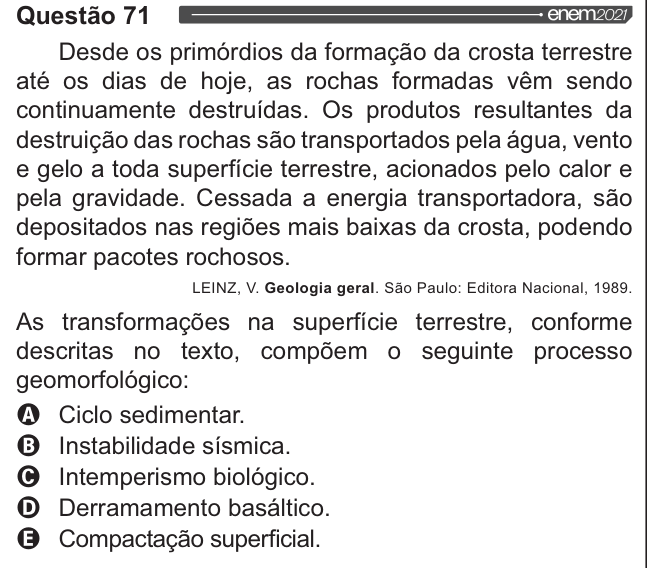 Questão 71
enem2021
Desde os primórdios da formação da crosta terrestre
até os dias de hoje, as rochas formadas vêm sendo
continuamente destruídas. Os produtos resultantes da
destruição das rochas são transportados pela água, vento
e gelo a toda superfície terrestre, acionados pelo calor e
pela gravidade. Cessada a energia transportadora, são
depositados nas regiões mais baixas da crosta, podendo
formar pacotes rochosos.
LEINZ, V. Geologia geral. São Paulo: Editora Nacional, 1989.
As transformações na superfície terrestre, conforme
descritas no texto, compõem o seguinte processo
geomorfológico:
A Ciclo sedimentar.
B Instabilidade sísmica.
C Intemperismo biológico.
D Derramamento basáltico.
E Compactação superficial.